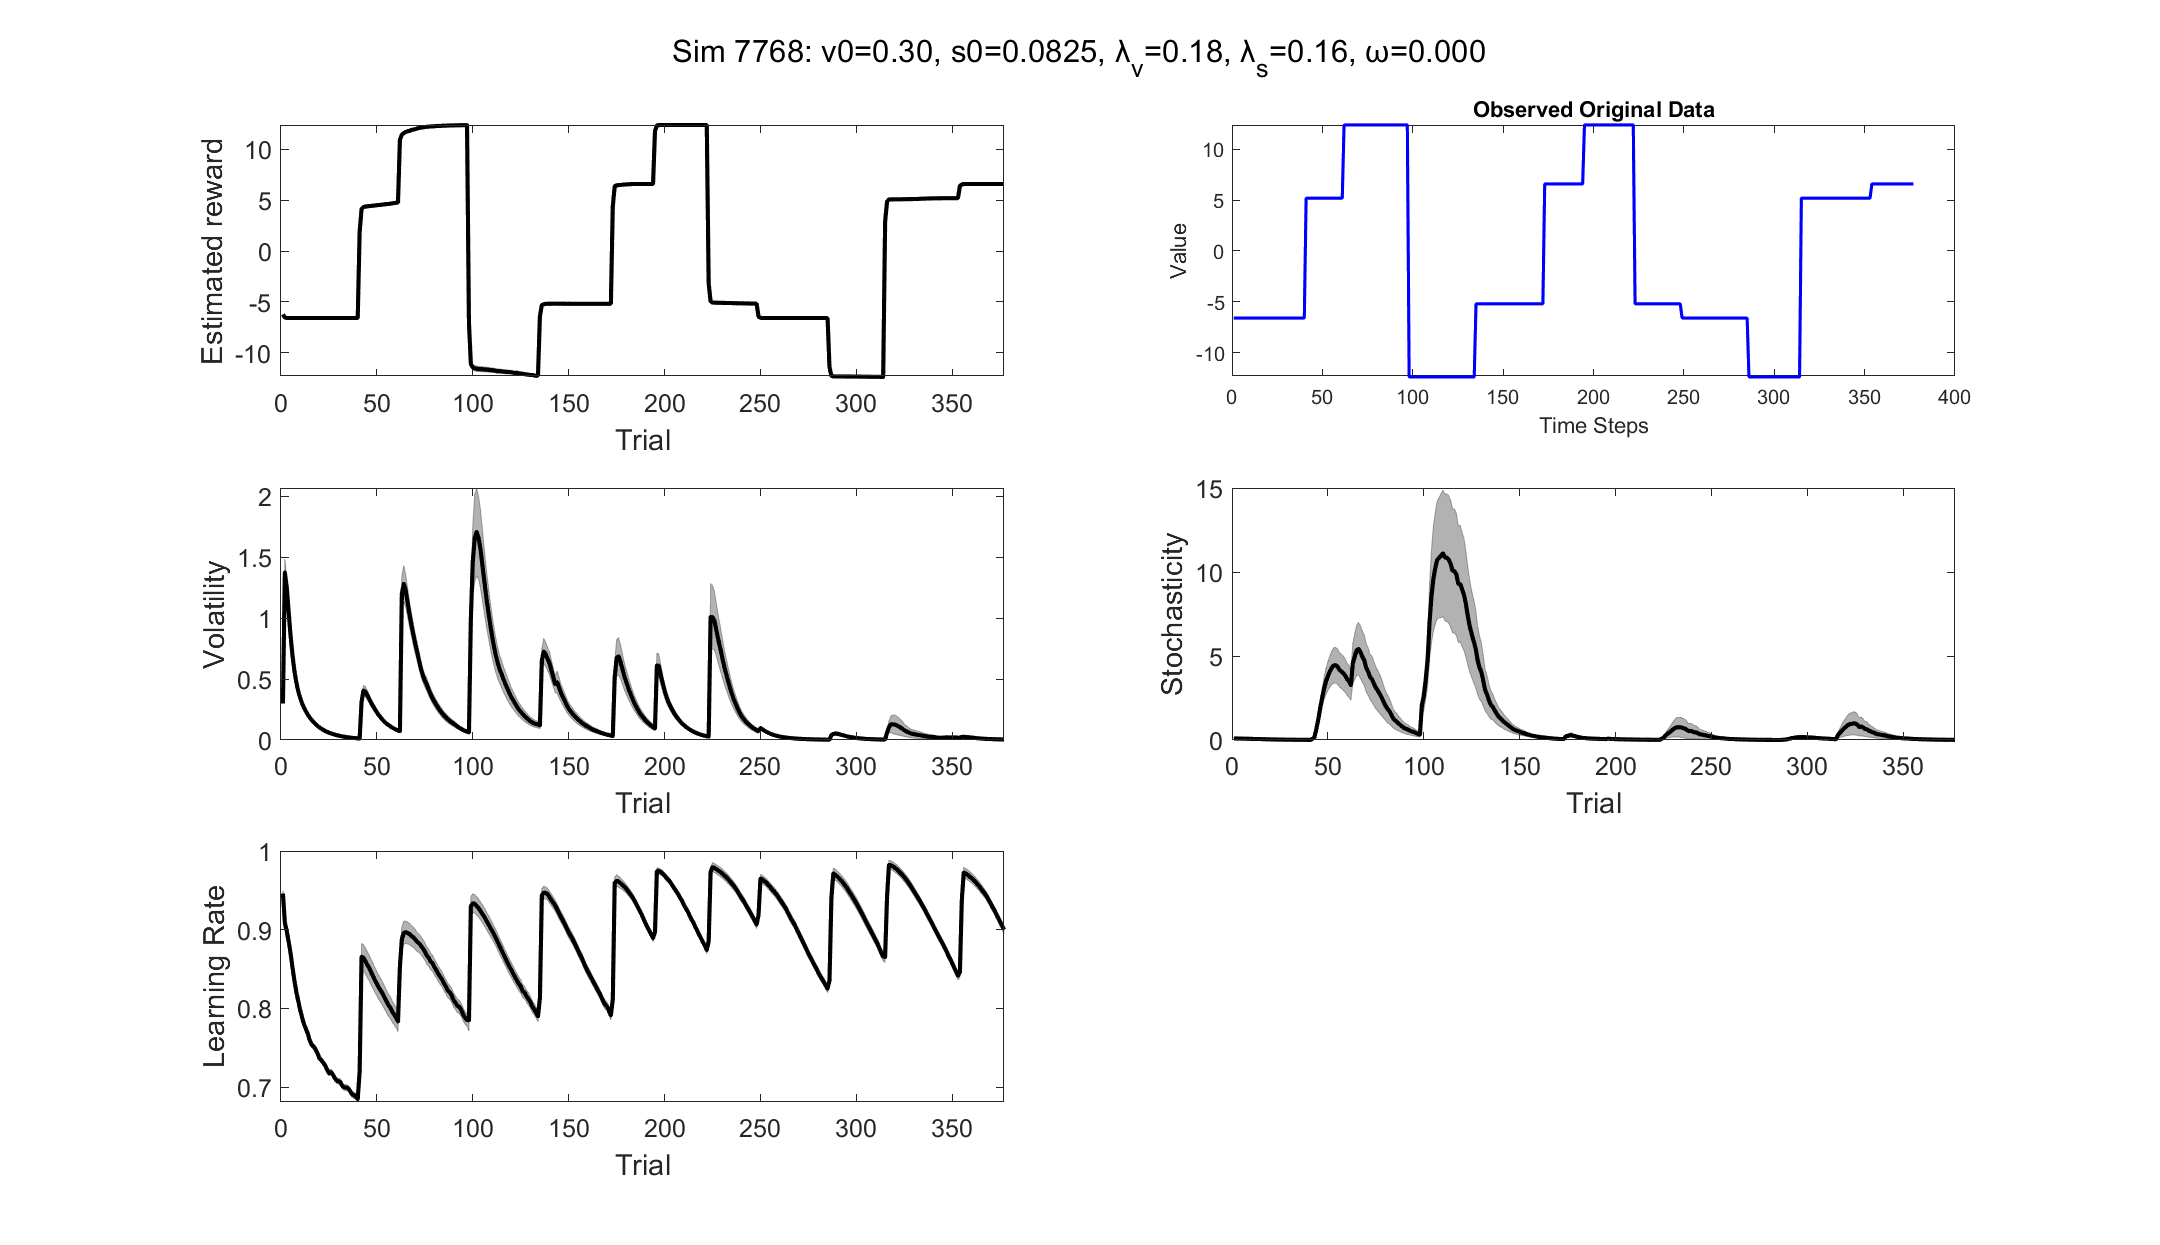 Sim 7768: v0=0.30, s0=0.0825, λv=0.18, λs=0.16, ω=0.000
Estimated reward
10
5
0
-5
-10
0 50 100 150 200 250 300 350
Trial
Observed Original Data
Value
10
5
0
-5
-10
0 50 100 150 200 250 300 350 400
Time Steps
Volatility
2
1.5
1
0.5
0
0 50 100 150 200 250 300 350
Trial
Stochasticity
15
10
5
0
0 50 100 150 200 250 300 350
Trial
Learning Rate
1
0.9
0.8
0.7
0 50 100 150 200 250 300 350
Trial